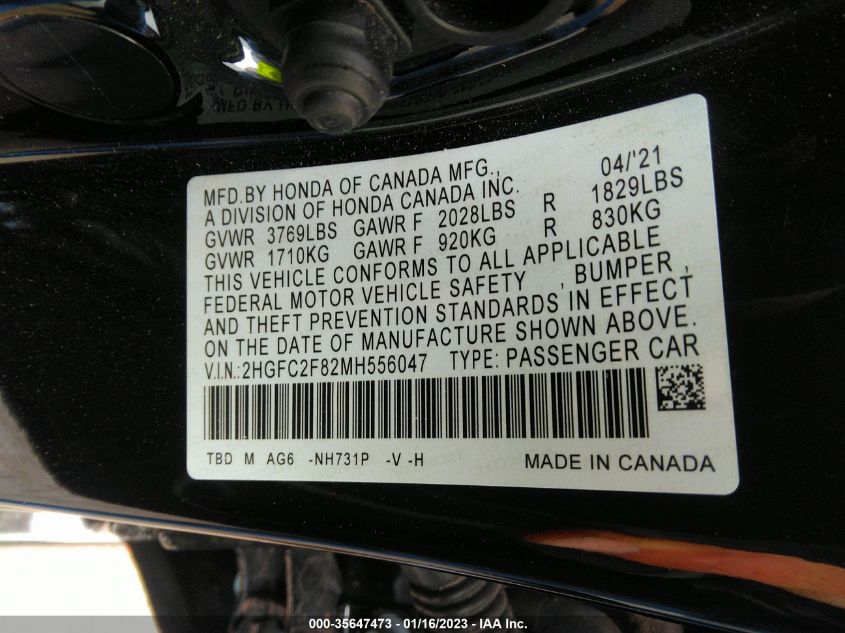 MFD.BY HONDA OF CANADA MFG., 04/'21
A DIVISION OF HONDA CANADA INC.
GVWR 3769LBS GAWR F 2028LBS R 1829LBS
GVWR 1710KG GAWR F 920KG R 830KG
THIS VEHICLE CONFORMS TO ALL APPLICABLE
FEDERAL MOTOR VEHICLE SAFETY , BUMPER ,
AND THEFT PREVENTION STANDARDS IN EFFECT
ON THE DATE OF MANUFACTURE SHOWN ABOVE.
V.I.N.:2HGFC2F82MH556047 TYPE: PASSENGER CAR
TBD M AG6 -NH731P -V -H MADE IN CANADA
000-35647473 — 01/16/2023 - IAA Inc.